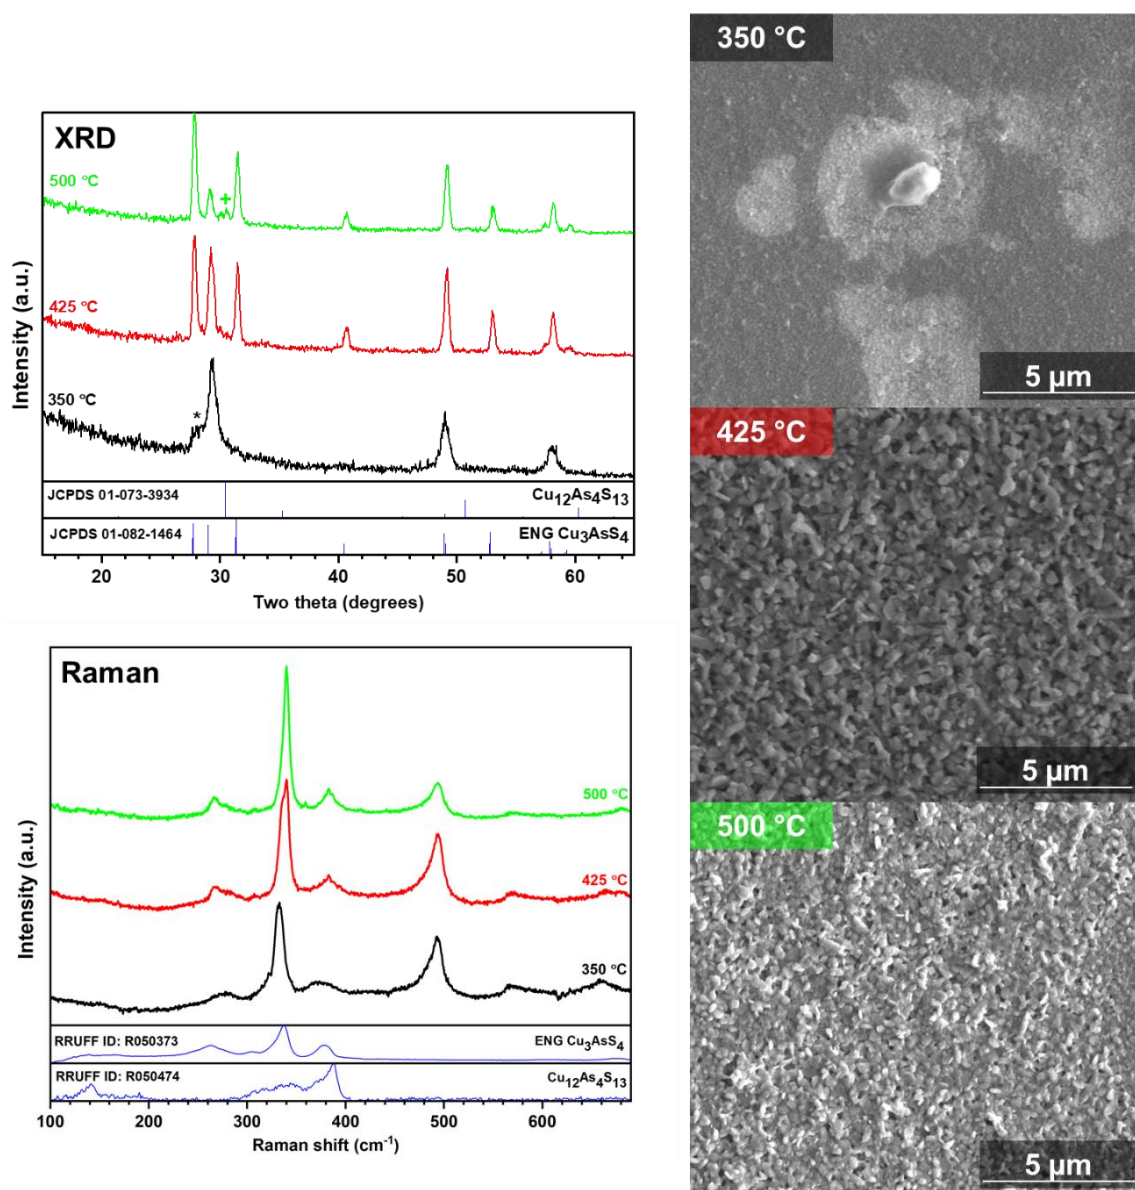 XRD
500 °C
+
425 °C
350 °C
*
JCPDS 01-073-3934
Cu₁₂As₄S₁₃
JCPDS 01-082-1464
ENG Cu₃AsS₄
20
30
40
50
60
Two theta (degrees)
Intensity (a.u.)
Raman
500 °C
425 °C
350 °C
RRUFF ID: R050373
ENG Cu₃AsS₄
RRUFF ID: R050474
Cu₁₂As₄S₁₃
100
200
300
400
500
600
Raman shift (cm⁻¹)
Intensity (a.u.)
350 °C
5 µm
425 °C
5 µm
500 °C
5 µm